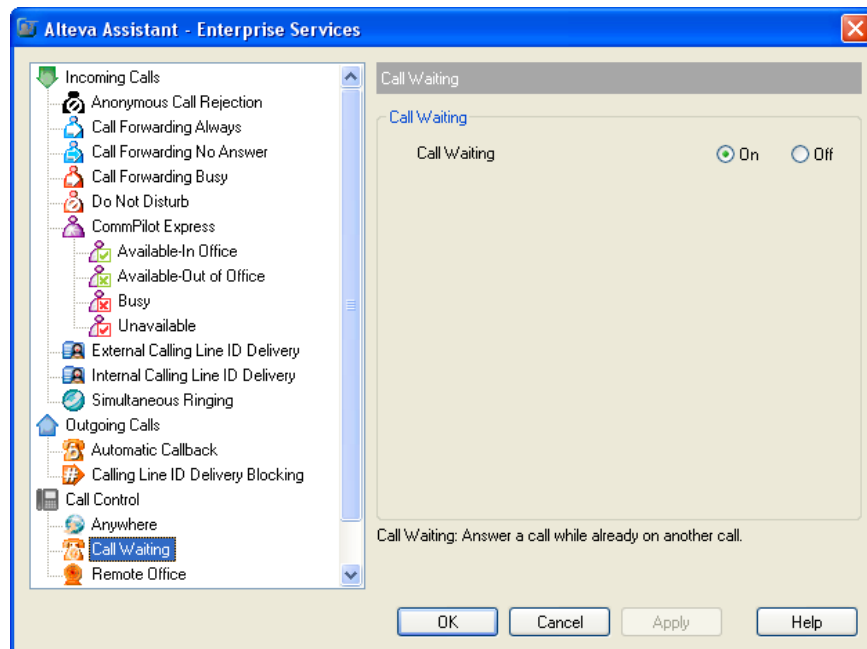 Alteva Assistant - Enterprise Services
Incoming Calls
Anonymous Call Rejection
Call Forwarding Always
Call Forwarding No Answer
Call Forwarding Busy
Do Not Disturb
CommPilot Express
Available-In Office
Available-Out of Office
Busy
Unavailable
External Calling Line ID Delivery
Internal Calling Line ID Delivery
Simultaneous Ringing
Outgoing Calls
Automatic Callback
Calling Line ID Delivery Blocking
Call Control
Anywhere
Call Waiting
Remote Office
Call Waiting
Call Waiting
Call Waiting On Off
Call Waiting: Answer a call while already on another call.
OK Cancel Apply Help